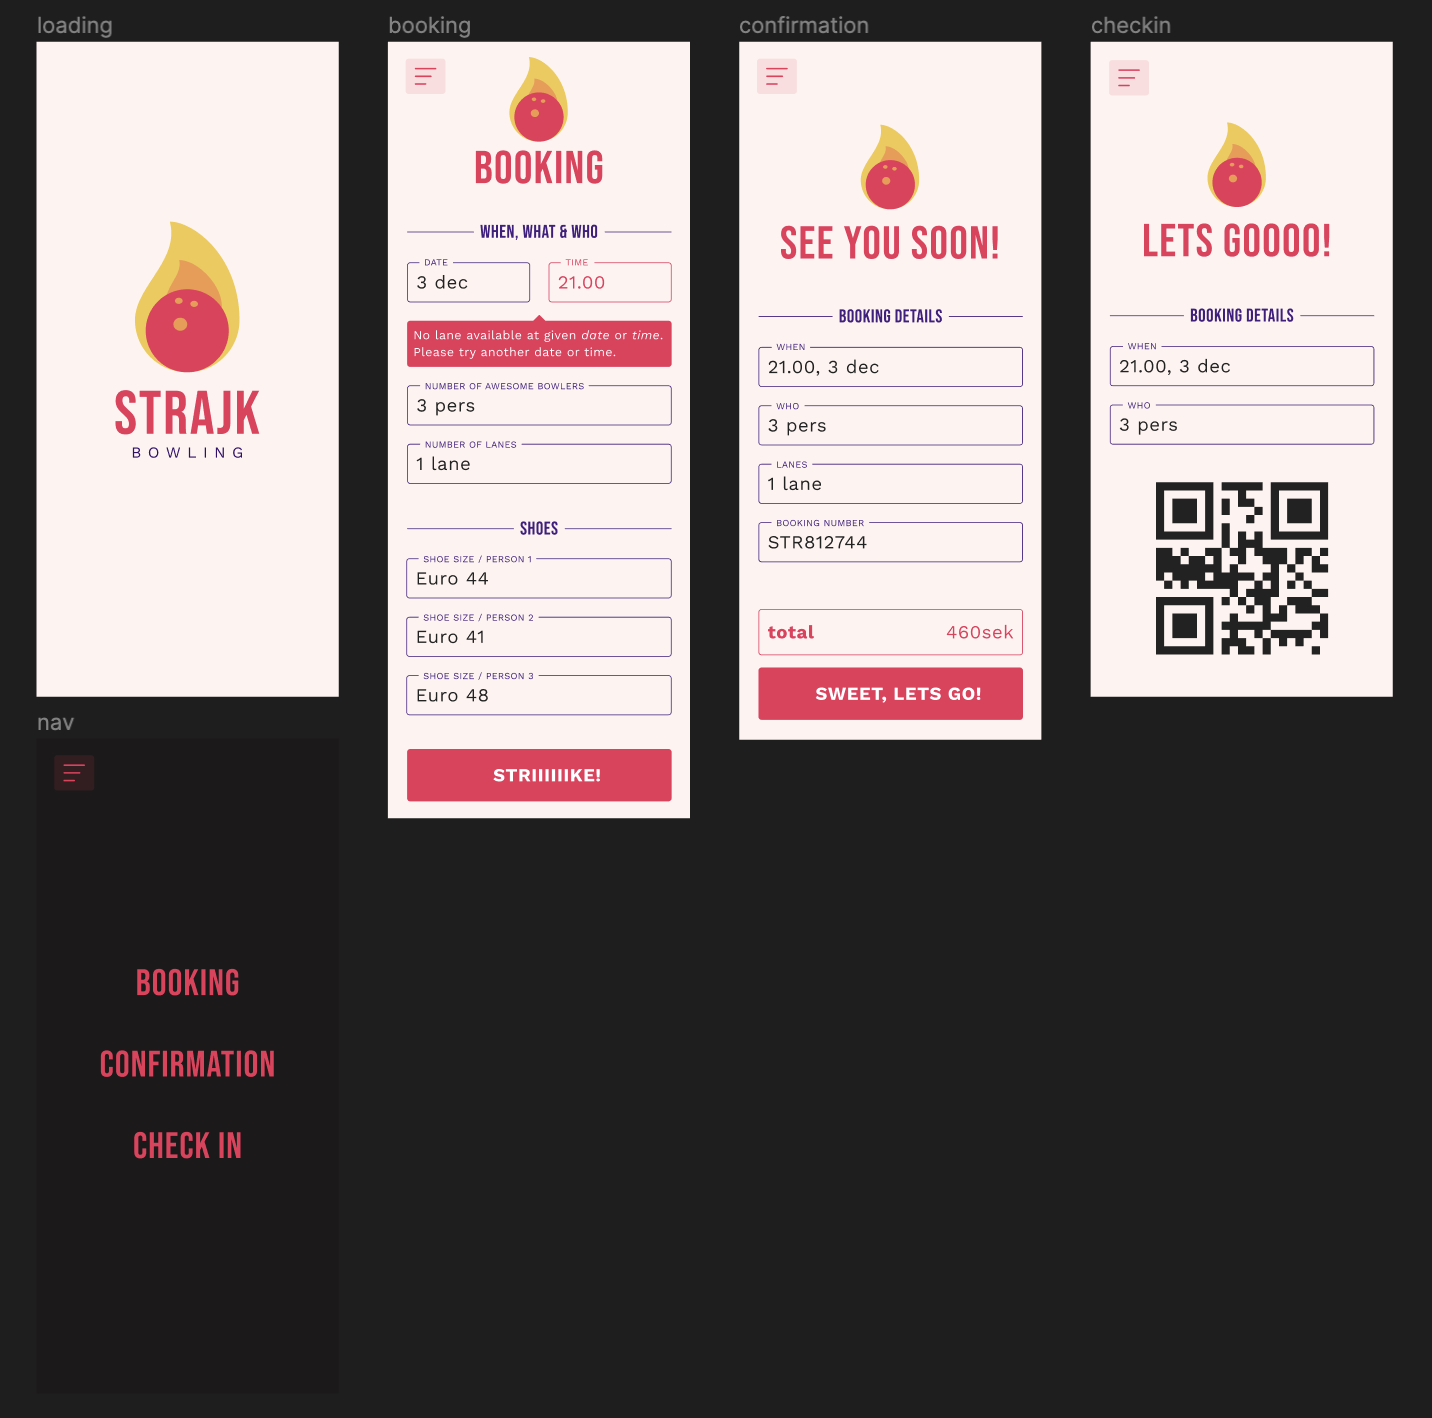 loading
STRAJK
BOWLING
nav
BOOKING
CONFIRMATION
CHECK IN
booking
BOOKING
WHEN, WHAT & WHO
DATE
3 dec
TIME
21.00
No lane available at given date or time.
Please try another date or time.
NUMBER OF AWESOME BOWLERS
3 pers
NUMBER OF LANES
1 lane
SHOES
SHOE SIZE / PERSON 1
Euro 44
SHOE SIZE / PERSON 2
Euro 41
SHOE SIZE / PERSON 3
Euro 48
STRIIIIIIKE!
confirmation
SEE YOU SOON!
BOOKING DETAILS
WHEN
21.00, 3 dec
WHO
3 pers
LANES
1 lane
BOOKING NUMBER
STR812744
total 460sek
SWEET, LETS GO!
checkin
LETS GOOOO!
BOOKING DETAILS
WHEN
21.00, 3 dec
WHO
3 pers